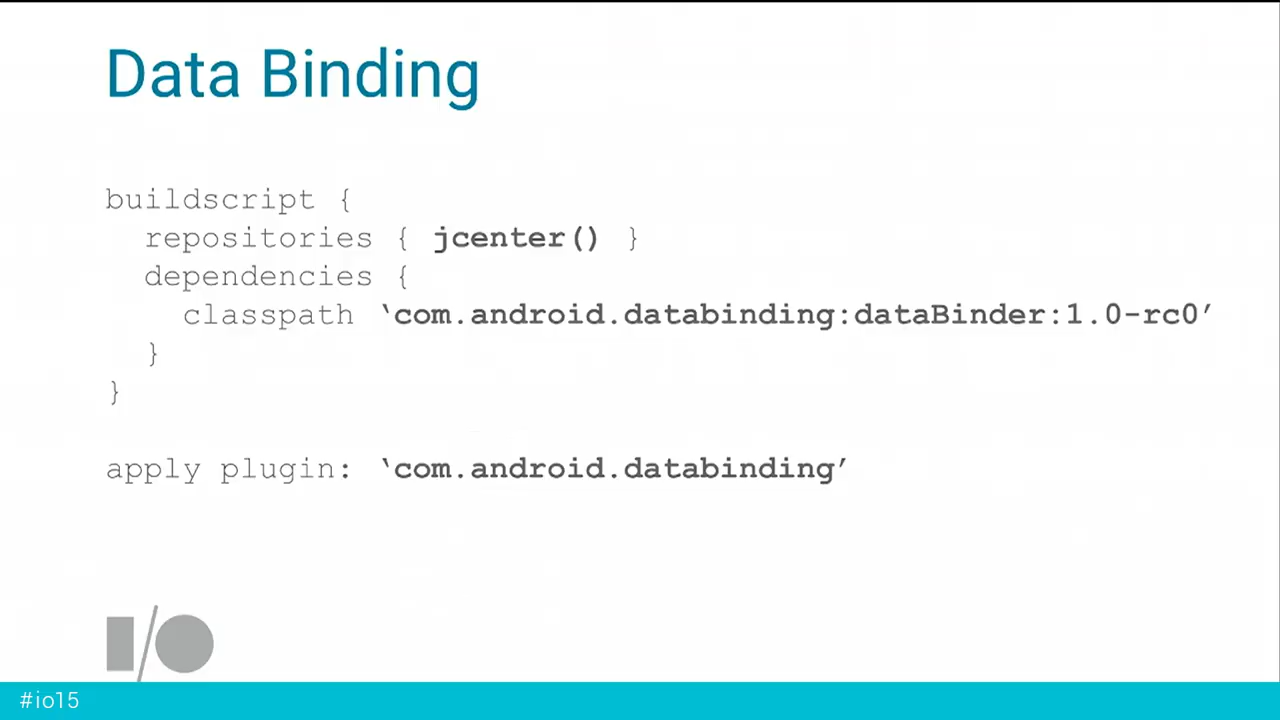 Data Binding
buildscript {
repositories { jcenter() }
dependencies {
classpath ‘com.android.databinding:dataBinder:1.0-rc0’
}
}
apply plugin: ‘com.android.databinding’
I/O
#io15